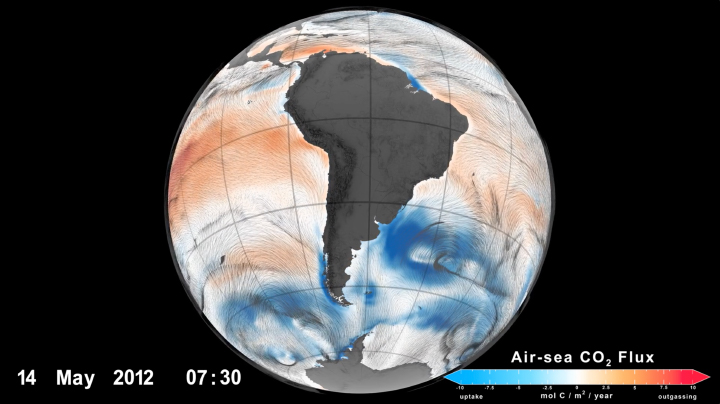 Air-sea CO₂ Flux
-10 -7.5 -5 -2.5 0 2.5 5 7.5 10
uptake mol C / m² / year outgassing
14 May 2012 07:30